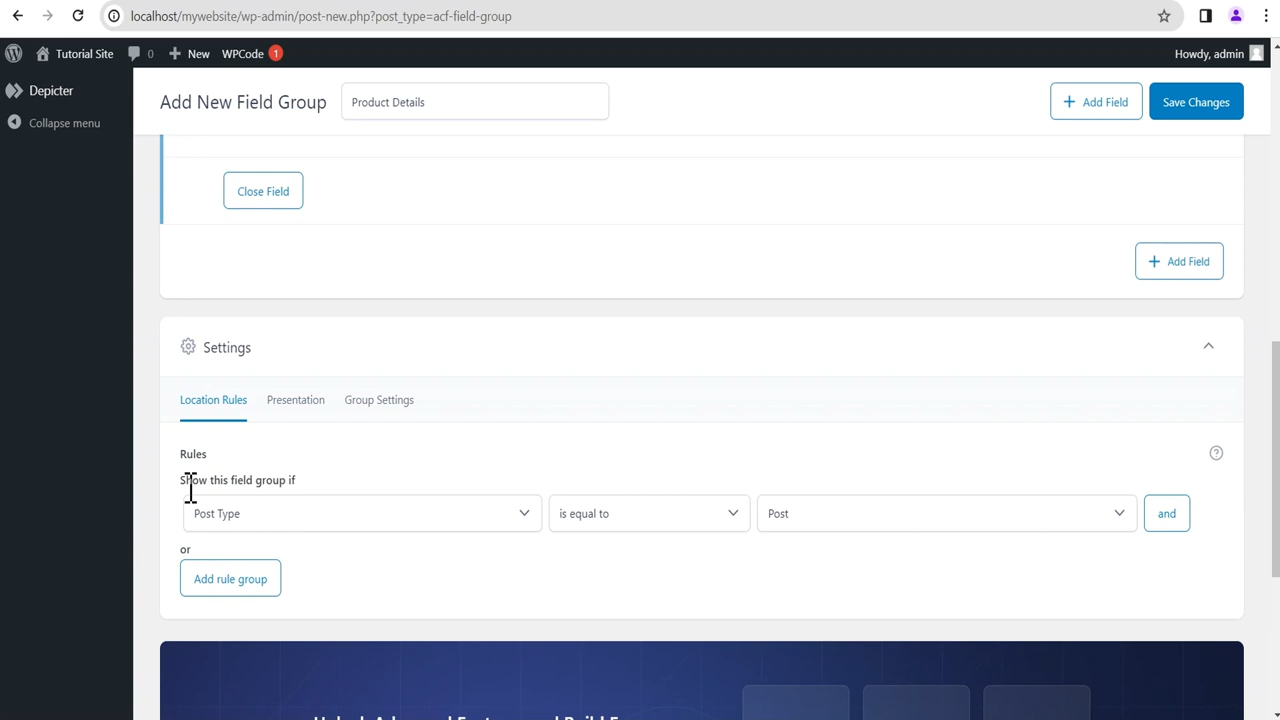 localhost/mywebsite/wp-admin/post-new.php?post_type=acf-field-group
Tutorial Site 0 New WPCode 1 Howdy, admin
Depicter
Collapse menu
Add New Field Group Product Details + Add Field Save Changes
Close Field
+ Add Field
Settings
Location Rules Presentation Group Settings
Rules
Show this field group if
Post Type is equal to Post and
or
Add rule group